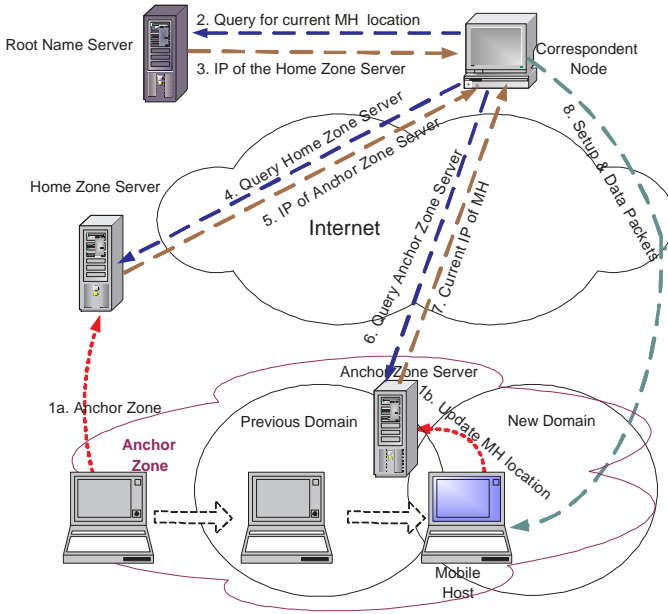 2. Query for current MH location
Root Name Server
3. IP of the Home Zone Server
Correspondent
Node
8. Setup & Data Packets
4. Query Home Zone Server
5. IP of Anchor Zone Server
Home Zone Server
Internet
6. Query Anchor Zone Server
7. Current IP of MH
Anchor Zone Server
1a. Anchor Zone
1b. Update MH location
Previous Domain
New Domain
Anchor
Zone
Mobile
Host